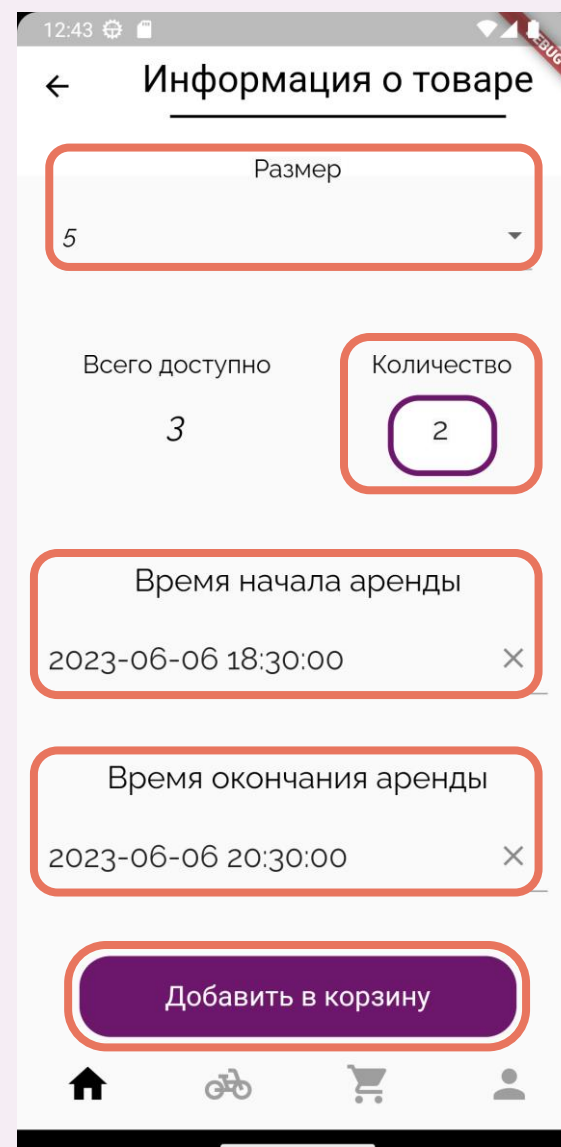 12:43
DEBUG
Информация о товаре
Размер
5
Всего доступно
Количество
3
2
Время начала аренды
2023-06-06 18:30:00
Время окончания аренды
2023-06-06 20:30:00
Добавить в корзину